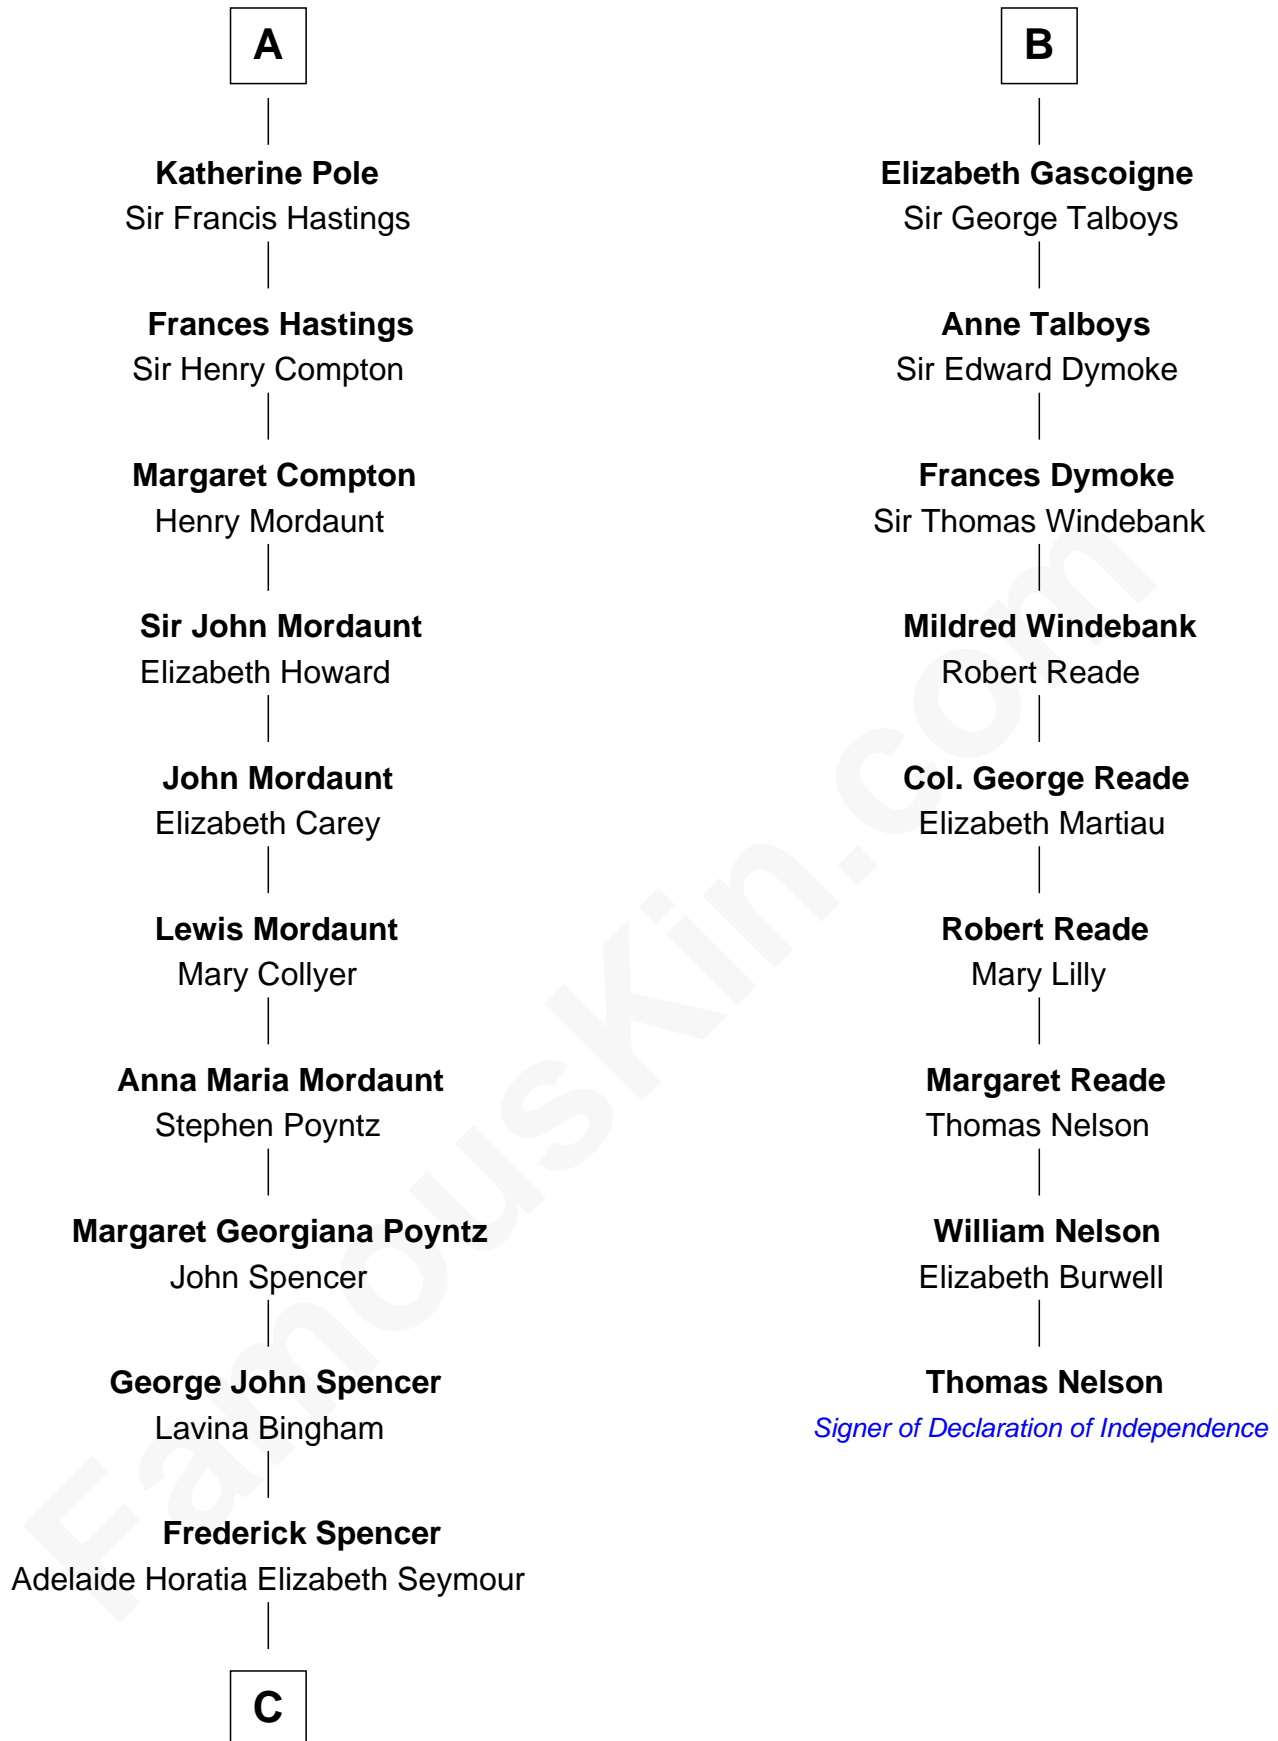 A
Katherine Pole
Sir Francis Hastings
Frances Hastings
Sir Henry Compton
Margaret Compton
Henry Mordaunt
Sir John Mordaunt
Elizabeth Howard
John Mordaunt
Elizabeth Carey
Lewis Mordaunt
Mary Collyer
Anna Maria Mordaunt
Stephen Poyntz
Margaret Georgiana Poyntz
John Spencer
George John Spencer
Lavina Bingham
Frederick Spencer
Adelaide Horatia Elizabeth Seymour
C
B
Elizabeth Gascoigne
Sir George Talboys
Anne Talboys
Sir Edward Dymoke
Frances Dymoke
Sir Thomas Windebank
Mildred Windebank
Robert Reade
Col. George Reade
Elizabeth Martiau
Robert Reade
Mary Lilly
Margaret Reade
Thomas Nelson
William Nelson
Elizabeth Burwell
Thomas Nelson
Signer of Declaration of Independence
FamousKin.com